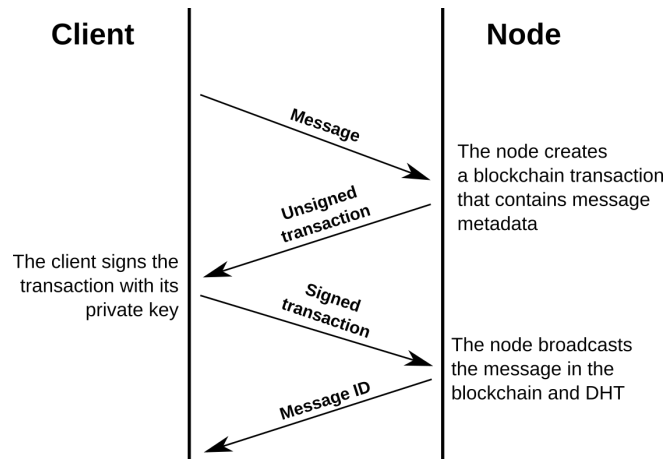 Client
Node
Message
The node creates
a blockchain transaction
that contains message
metadata
Unsigned
transaction
The client signs the
transaction with its
private key
Signed
transaction
The node broadcasts
the message in the
blockchain and DHT
Message ID